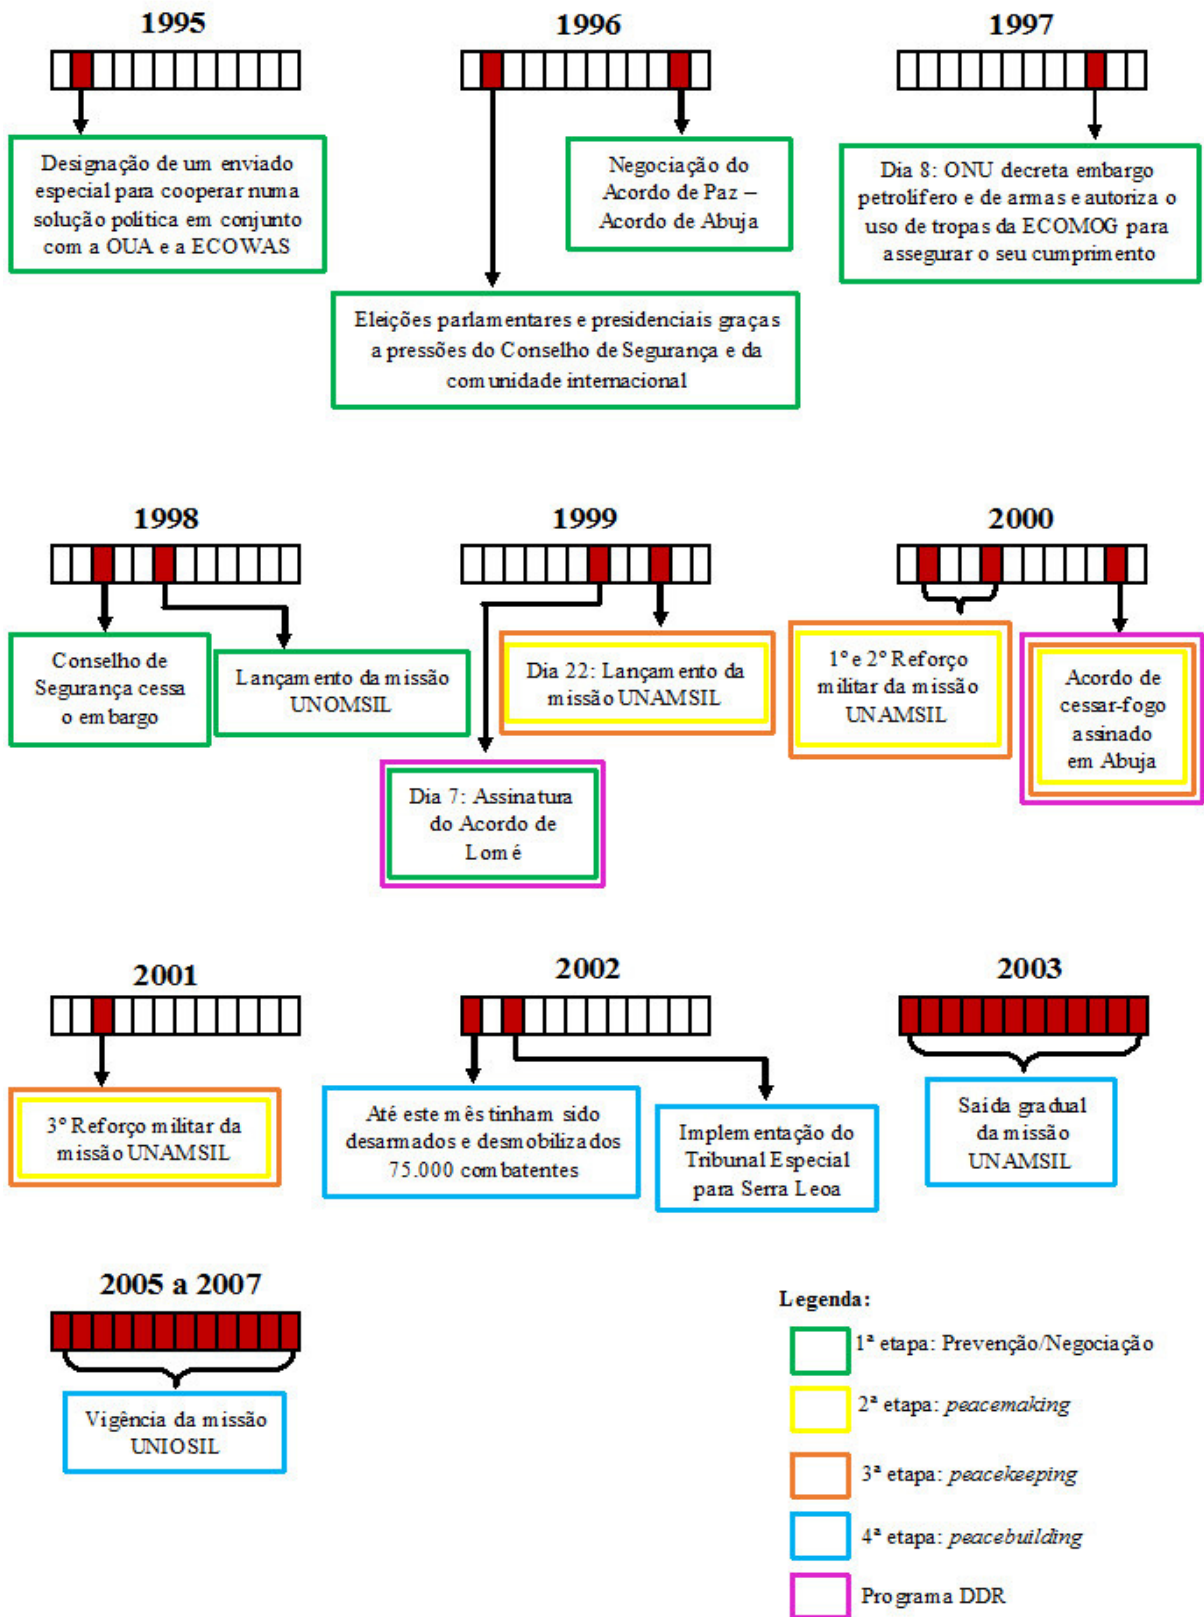 1995
1996
1997
Designação de um enviado
especial para cooperar numa
solução política em conjunto
com a OUA e a ECOWAS
Negociação do
Acordo de Paz –
Acordo de Abuja
Dia 8: ONU decreta embargo
petrolífero e de armas e autoriza o
uso de tropas da ECOMOG para
assegurar o seu cumprimento
Eleições parlamentares e presidenciais graças
a pressões do Conselho de Segurança e da
comunidade internacional
1998
1999
2000
Conselho de
Segurança cessa
o embargo
Lançamento da missão
UNOMSIL
Dia 22: Lançamento da
missão UNAMSIL
1º e 2º Reforço
militar da missão
UNAMSIL
Acordo de
cessar-fogo
assinado
em Abuja
Dia 7: Assinatura
do Acordo de
Lomé
2001
2002
2003
3º Reforço militar da
missão UNAMSIL
Até este mês tinham sido
desarmados e desmobilizados
75.000 combatentes
Implementação do
Tribunal Especial
para Serra Leoa
Saída gradual
da missão
UNAMSIL
2005 a 2007
Vigência da missão
UNIOSIL
Legenda:
1ª etapa: Prevenção/Negociação
2ª etapa: peacemaking
3ª etapa: peacekeeping
4ª etapa: peacebuilding
Programa DDR